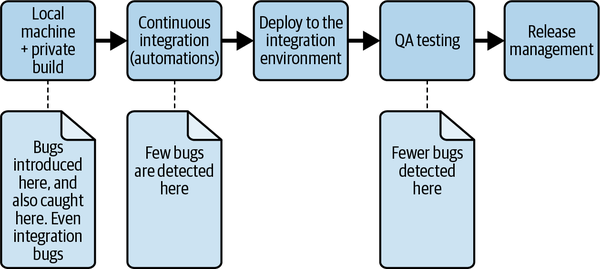 Local
machine
+ private
build
Continuous
integration
(automations)
Deploy to the
integration
environment
QA testing
Release
management
Bugs
introduced
here, and
also caught
here. Even
integration
bugs
Few bugs
are detected
here
Fewer bugs
detected
here